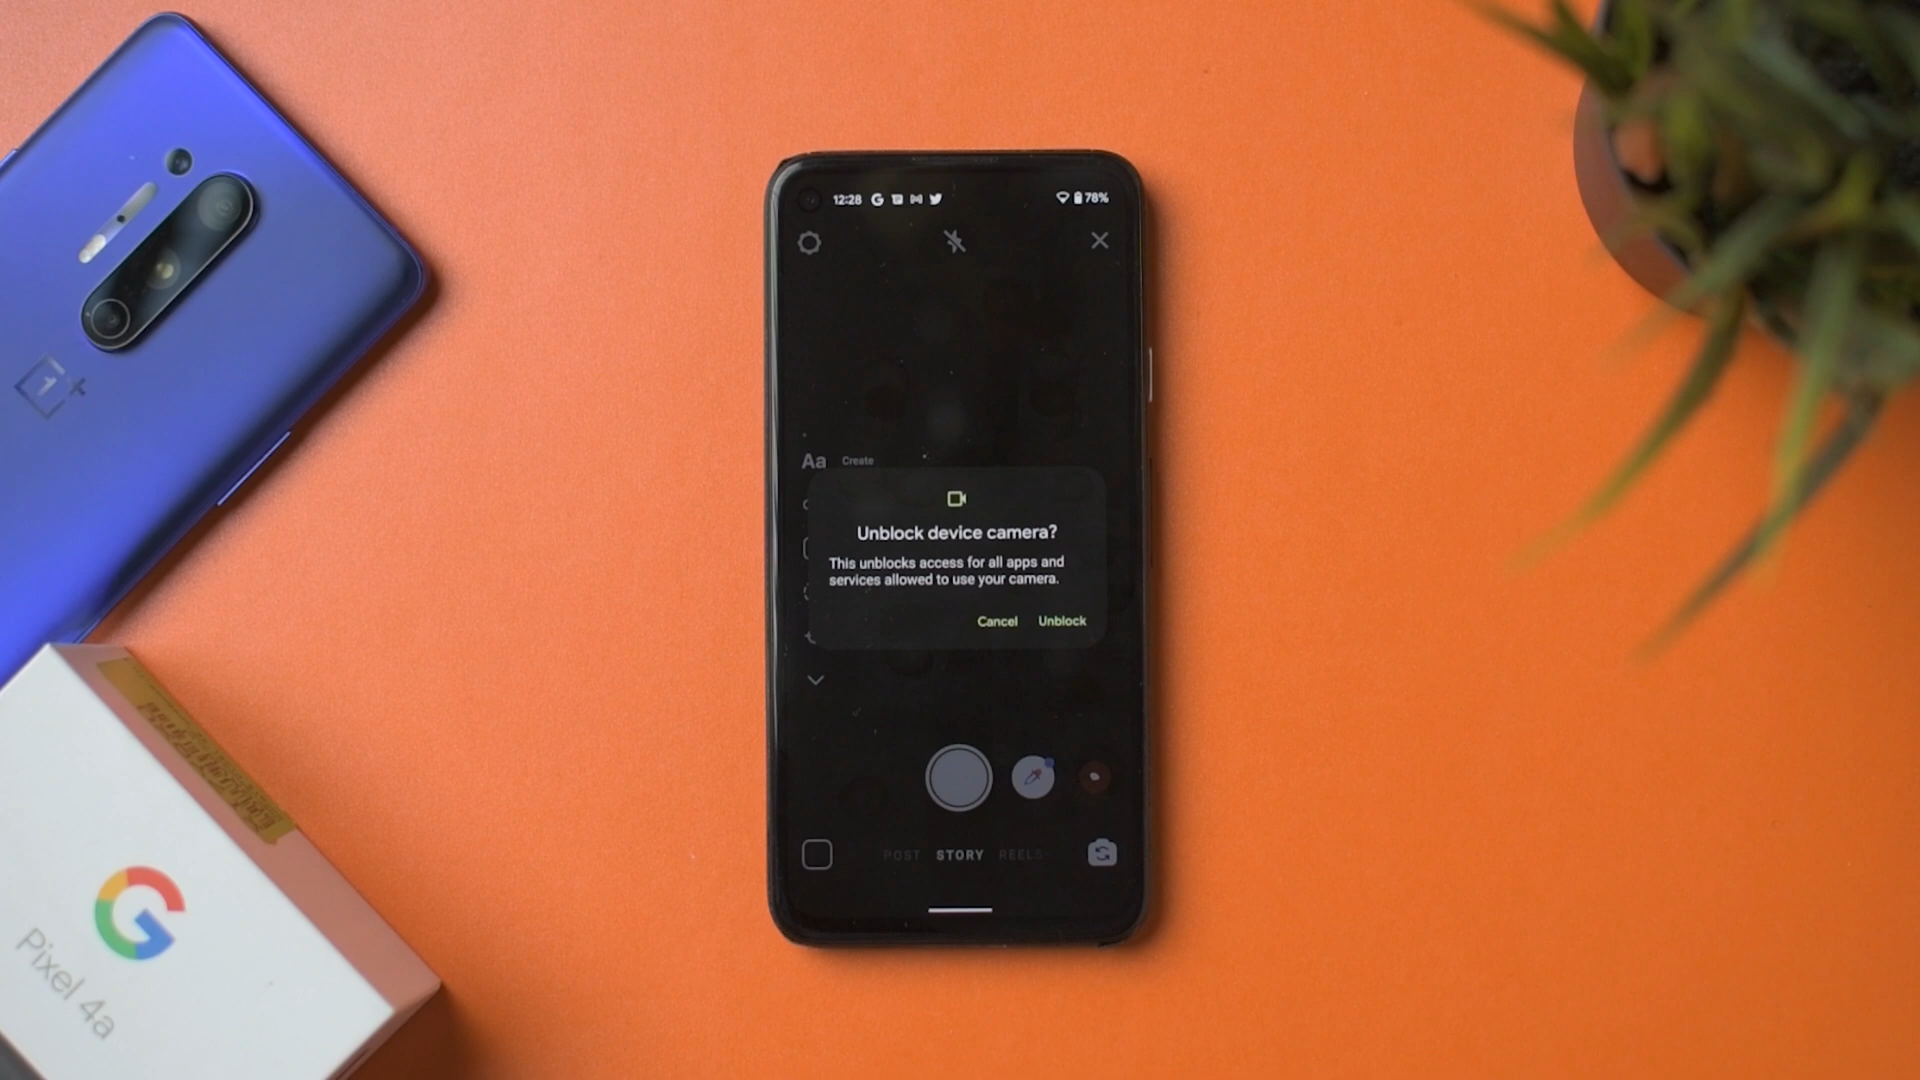 12:28
78%
Aa Create
Unblock device camera?
This unblocks access for all apps and
services allowed to use your camera.
Cancel Unblock
POST STORY REELS
1+
G
Pixel 4a